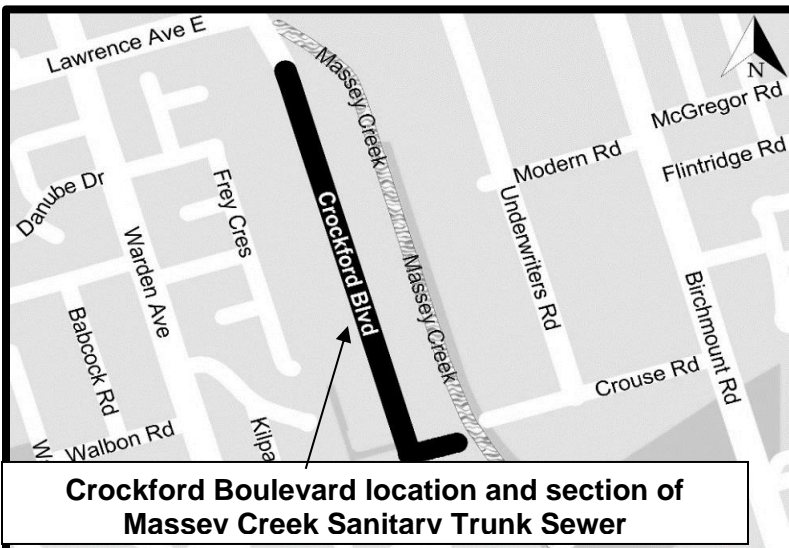 Lawrence Ave E
Massey Creek
N
McGregor Rd
Modern Rd
Flintridge Rd
Danube Dr
Frey Cres
Crockford Blvd
Underwriters Rd
Warden Ave
Massey Creek
Birchmount Rd
Babcock Rd
Crouse Rd
Walbon Rd
Kilpa
W
Crockford Boulevard location and section of
Massey Creek Sanitary Trunk Sewer